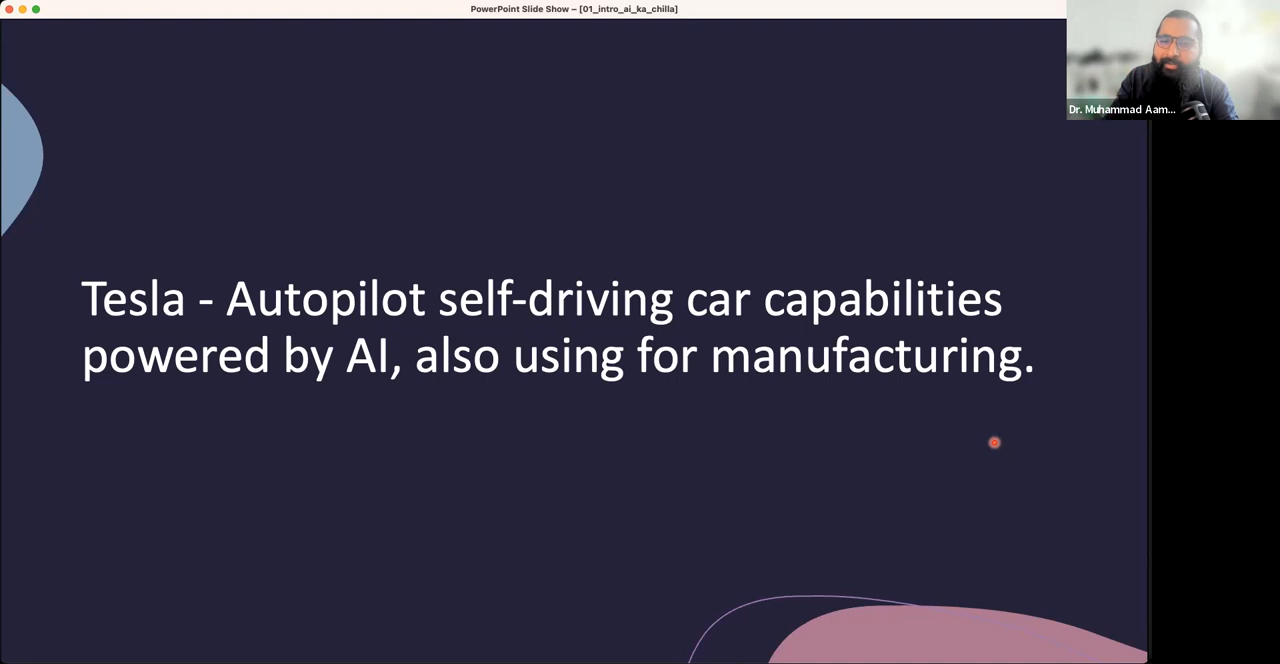 PowerPoint Slide Show – [01_intro_ai_ka_chilla]
Dr. Muhammad Aam...
Tesla - Autopilot self-driving car capabilities
powered by AI, also using for manufacturing.